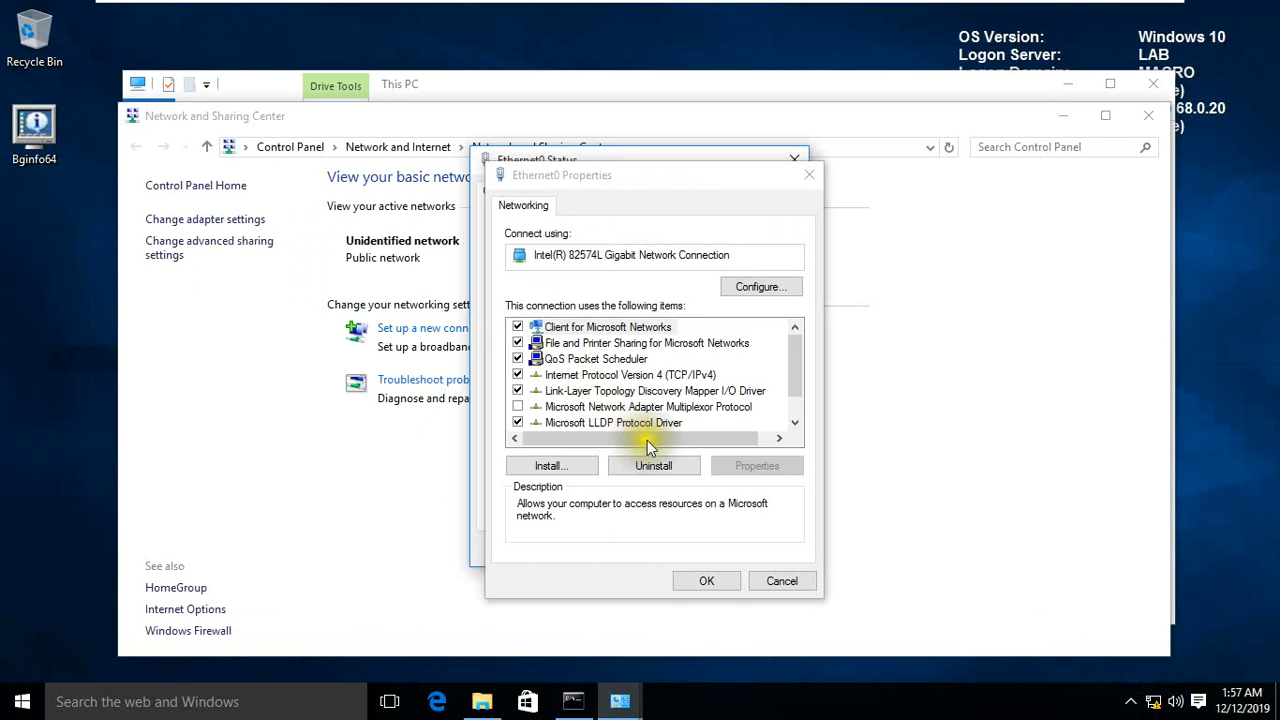 Recycle Bin
Bginfo64
OS Version: Windows 10
Logon Server: LAB
MACRO
e)
68.0.20
e)
Drive Tools
This PC
Network and Sharing Center
Control Panel
Network and Internet
Search Control Panel
Control Panel Home
Change adapter settings
Change advanced sharing
settings
View your basic netw
View your active networks
Unidentified network
Public network
Change your networking sett
Set up a new conn
Set up a broadban
Troubleshoot prob
Diagnose and repa
See also
HomeGroup
Internet Options
Windows Firewall
Ethernet0 Status
Ethernet0 Properties
Networking
Connect using:
Intel(R) 82574L Gigabit Network Connection
Configure...
This connection uses the following items:
Client for Microsoft Networks
File and Printer Sharing for Microsoft Networks
QoS Packet Scheduler
Internet Protocol Version 4 (TCP/IPv4)
Link-Layer Topology Discovery Mapper I/O Driver
Microsoft Network Adapter Multiplexor Protocol
Microsoft LLDP Protocol Driver
Install...
Uninstall
Properties
Description
Allows your computer to access resources on a Microsoft
network.
OK
Cancel
Search the web and Windows
1:57 AM
12/12/2019